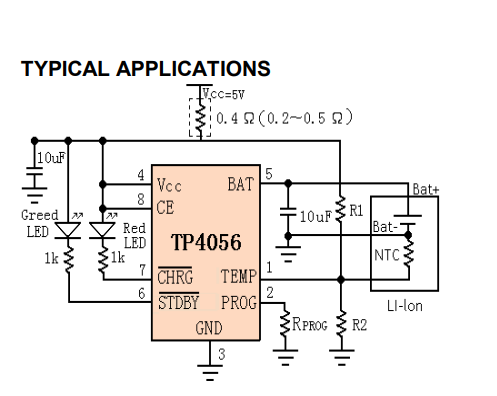 TYPICAL APPLICATIONS
Vcc=5V
0.4 Ω (0.2～0.5 Ω)
10uF
4
Vcc
BAT
5
8
CE
Bat+
Greed
LED
Red
LED
TP4056
10uF
R1
Bat-
1k
1k
NTC
7
CHRG
TEMP
1
6
STDBY
PROG
2
LI-Ion
RPROG
R2
GND
3